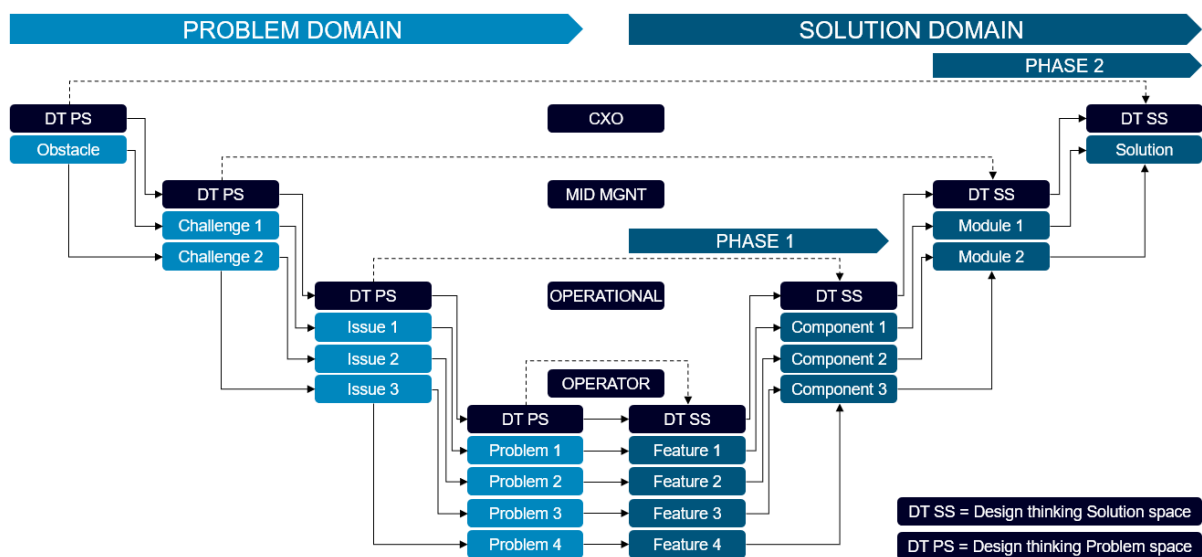 PROBLEM DOMAIN
SOLUTION DOMAIN
PHASE 2
DT PS
CXO
DT SS
Obstacle
Solution
DT PS
MID MGNT
DT SS
Challenge 1
Module 1
Challenge 2
PHASE 1
Module 2
DT PS
OPERATIONAL
DT SS
Issue 1
Component 1
Issue 2
Component 2
Issue 3
OPERATOR
Component 3
DT PS
DT SS
Problem 1
Feature 1
Problem 2
Feature 2
Problem 3
Feature 3
DT SS = Design thinking Solution space
Problem 4
Feature 4
DT PS = Design thinking Problem space